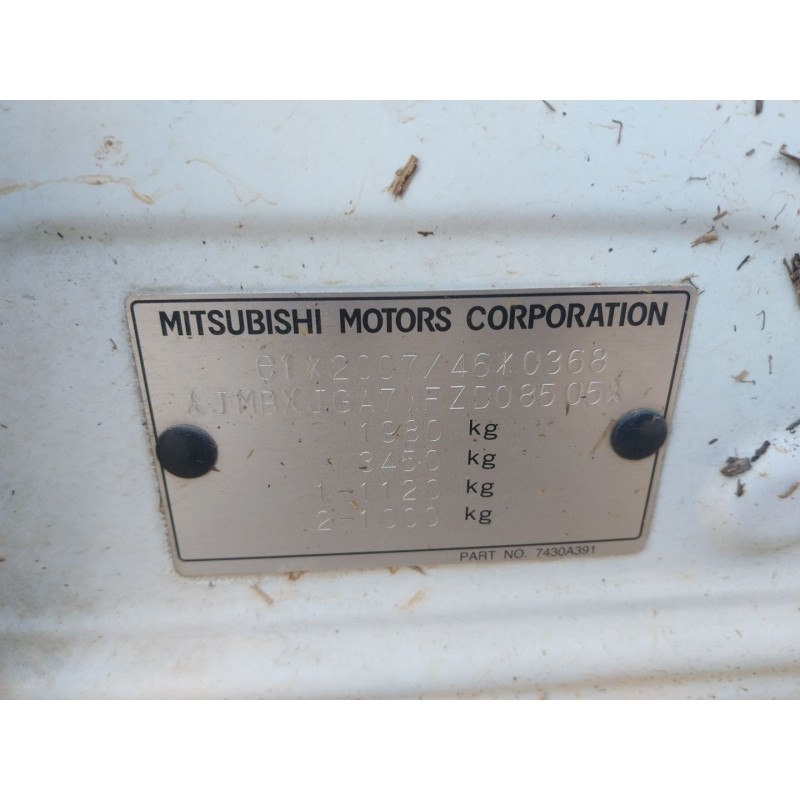 MITSUBISHI MOTORS CORPORATION
e1*2007/46*0368
*JMBXJGA7WFZD08505*
1980 kg
3450 kg
1-1120 kg
2-1000 kg
PART NO. 7430A391